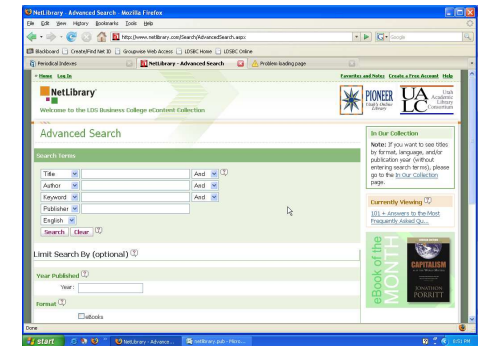 NetLibrary - Advanced Search - Mozilla Firefox
File Edit View History Bookmarks Tools Help
http://www.netlibrary.com/Search/AdvancedSearch.aspx
Google
Blackboard Create/Find Net ID Groupwise Web Access LDSBC Home LDSBC Online
Periodical Indexes
NetLibrary - Advanced Search
Problem loading page
Home Log In
Favorites and Notes Create a Free Account Help
NetLibrary
PIONEER
Utah's Online Library
UALC
Utah Academic Library Consortium
Welcome to the LDS Business College eContent Collection
Advanced Search
Search Terms
Title And
Author And
Keyword And
Publisher
English
Search Clear
Limit Search By (optional)
Year Published
Year:
Format
eBooks
In Our Collection
Note: If you want to see titles
by format, language, and/or
publication year (without
entering search terms), please
go to the In Our Collection
page.
Currently Viewing
101 + Answers to the Most
Frequently Asked Qu...
eBook of the
MONTH
CAPITALISM
JONATHON
PORRITT
Done
start
NetLibrary - Advance...
netlibrary.pub - Micro...